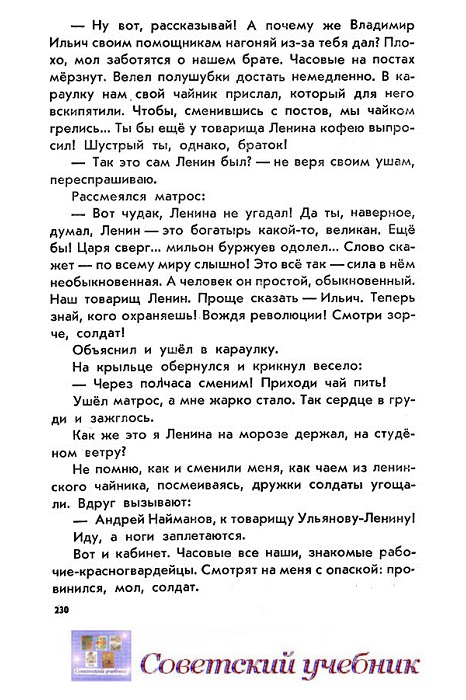 — Ну вот, рассказывай! А почему же Владимир
Ильич своим помощникам нагоняй из-за тебя дал? Пло-
хо, мол заботятся о нашем брате. Часовые на постах
мёрзнут. Велел полушубки достать немедленно. В ка-
раулку нам свой чайник прислал, который для него
вскипятили. Чтобы, сменившись с постов, мы чайком
грелись... Ты бы ещё у товарища Ленина кофею выпро-
сил! Шустрый ты, однако, браток!
— Так это сам Ленин был? — не веря своим ушам,
переспрашиваю.
Рассмеялся матрос:
— Вот чудак, Ленина не угадал! Да ты, наверное,
думал, Ленин — это богатырь какой-то, великан. Ещё
бы! Царя сверг... мильон буржуев одолел... Слово ска-
жет — по всему миру слышно! Это всё так — сила в нём
необыкновенная. А человек он простой, обыкновенный.
Наш товарищ Ленин. Проще сказать — Ильич. Теперь
знай, кого охраняешь! Вождя революции! Смотри зор-
че, солдат!
Объяснил и ушёл в караулку.
На крыльце обернулся и крикнул весело:
— Через полчаса сменим! Приходи чай пить!
Ушёл матрос, а мне жарко стало. Так сердце в гру-
ди и зажглось.
Как же это я Ленина на морозе держал, на студё-
ном ветру?
Не помню, как и сменили меня, как чаем из ленин-
ского чайника, посмеиваясь, дружки солдаты угоща-
ли. Вдруг вызывают:
— Андрей Найманов, к товарищу Ульянову-Ленину!
Иду, а ноги заплетаются.
Вот и кабинет. Часовые все наши, знакомые рабо-
чие-красногвардейцы. Смотрят на меня с опаской: про-
винился, мол, солдат.
230
Советский учебник